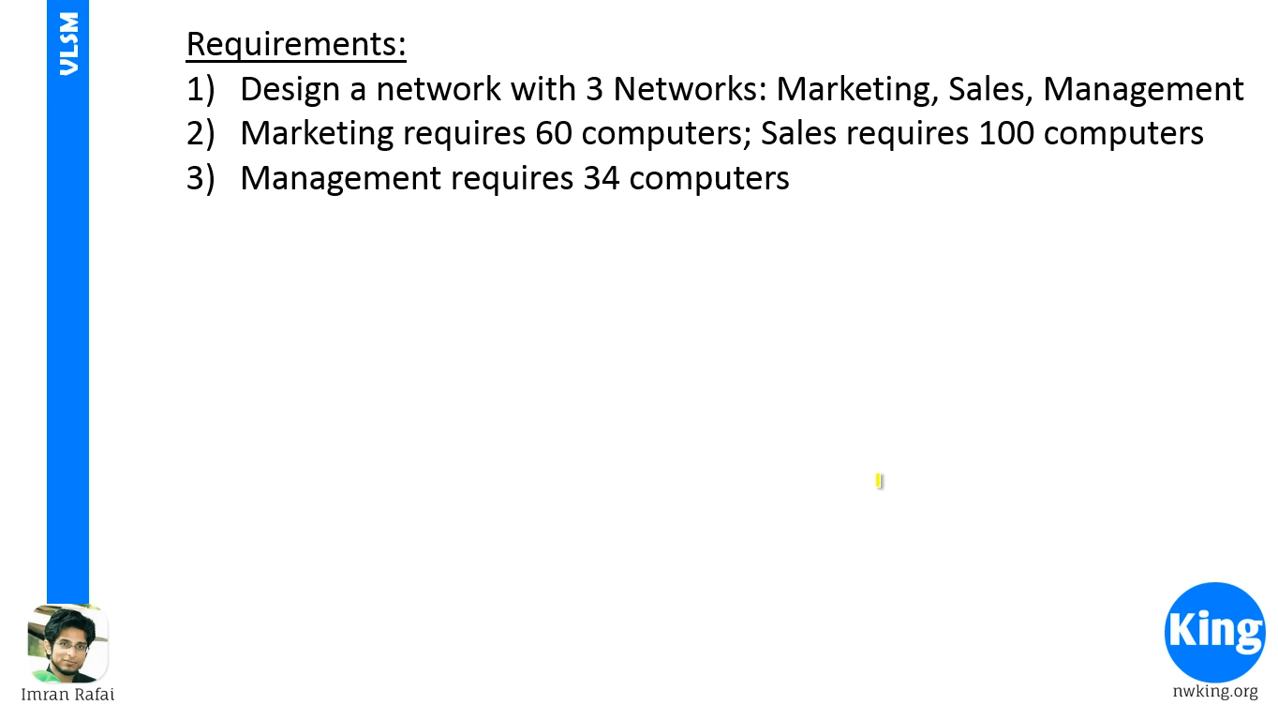 VLSM
Requirements:
1) Design a network with 3 Networks: Marketing, Sales, Management
2) Marketing requires 60 computers; Sales requires 100 computers
3) Management requires 34 computers
Imran Rafai
King
nwking.org